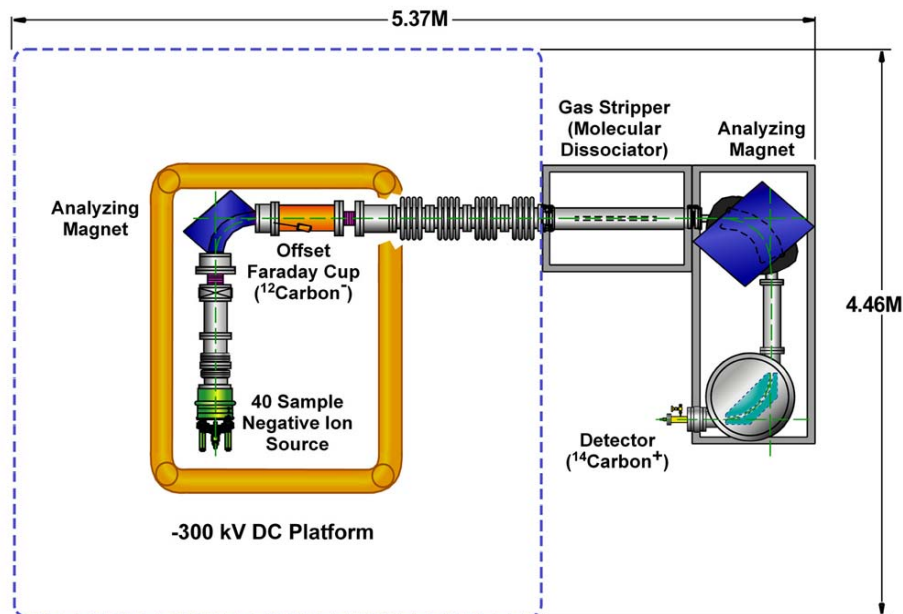 5.37M
Gas Stripper
(Molecular
Dissociator)
Analyzing
Magnet
Analyzing
Magnet
Offset
Faraday Cup
(¹²Carbon⁻)
4.46M
40 Sample
Negative Ion
Source
Detector
(¹⁴Carbon⁺)
-300 kV DC Platform